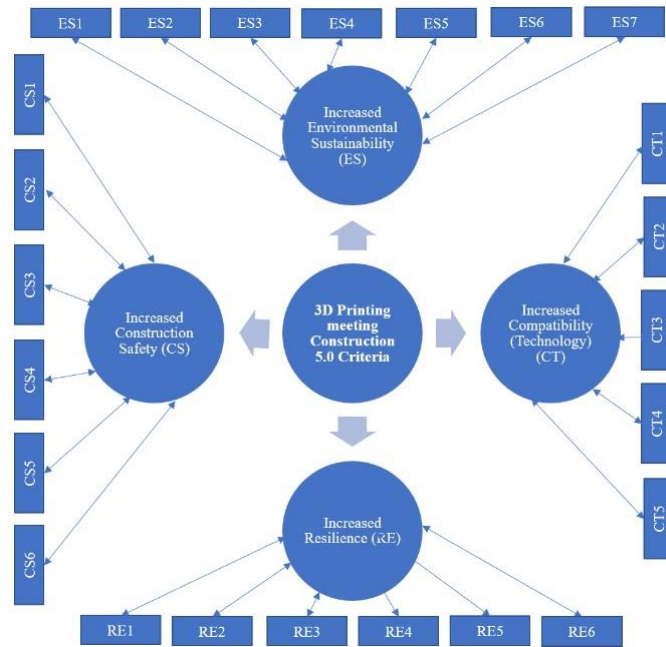 ES1
ES2
ES3
ES4
ES5
ES6
ES7
Increased
Environmental
Sustainability
(ES)
CS1
CS2
CS3
CS4
CS5
CS6
Increased
Construction
Safety (CS)
3D Printing
meeting
Construction
5.0 Criteria
Increased
Compatibility
(Technology)
(CT)
CT1
CT2
CT3
CT4
CT5
Increased
Resilience (RE)
RE1
RE2
RE3
RE4
RE5
RE6